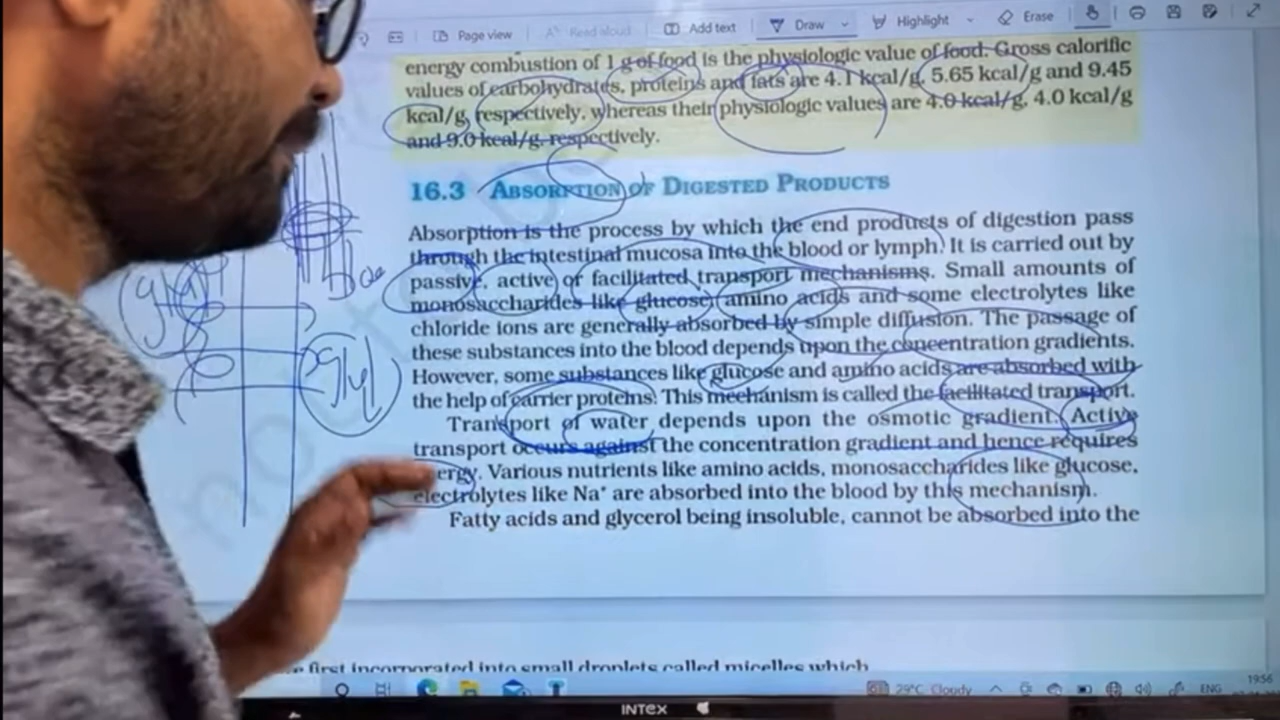 Page view
Read aloud
Add text
Draw
Highlight
Erase
energy combustion of 1 g of food is the physiologic value of food. Gross calorific
values of carbohydrates, proteins and fats are 4.1 kcal/g, 5.65 kcal/g and 9.45
kcal/g, respectively, whereas their physiologic values are 4.0 kcal/g, 4.0 kcal/g
and 9.0 kcal/g, respectively.
16.3 ABSORPTION OF DIGESTED PRODUCTS
Absorption is the process by which the end products of digestion pass
through the intestinal mucosa into the blood or lymph. It is carried out by
passive, active or facilitated transport mechanisms. Small amounts of
monosaccharides like glucose, amino acids and some electrolytes like
chloride ions are generally absorbed by simple diffusion. The passage of
these substances into the blood depends upon the concentration gradients.
However, some substances like glucose and amino acids are absorbed with
the help of carrier proteins. This mechanism is called the facilitated transport.
Transport of water depends upon the osmotic gradient. Active
transport occurs against the concentration gradient and hence requires
ergy. Various nutrients like amino acids, monosaccharides like glucose,
electrolytes like Na⁺ are absorbed into the blood by this mechanism.
Fatty acids and glycerol being insoluble, cannot be absorbed into the
first incorporated into small droplets called micelles which
29°C Cloudy
ENG
19:56
INTEX